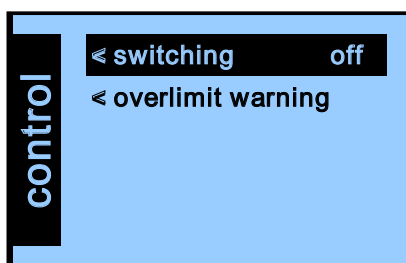 control
< switching off
< overlimit warning